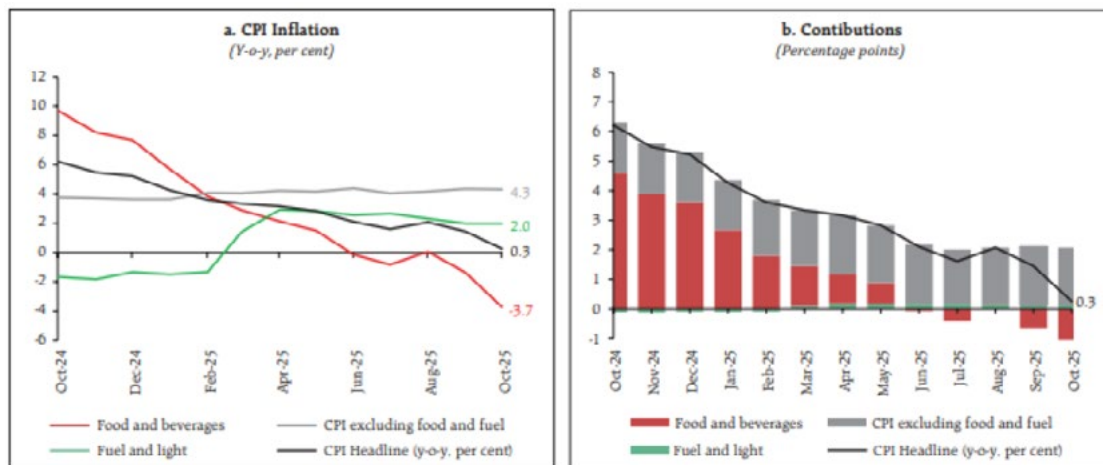 a. CPI Inflation
(Y-o-y, per cent)
12
10
8
6
4
2
0
-2
-4
-6
4.3
2.0
0.3
-3.7
Oct-24
Dec-24
Feb-25
Apr-25
Jun-25
Aug-25
Oct-25
Food and beverages
CPI excluding food and fuel
Fuel and light
CPI Headline (y-o-y. per cent)
b. Contibutions
(Percentage points)
8
7
6
5
4
3
2
1
0
-1
0.3
Oct-24
Nov-24
Dec-24
Jan-25
Feb-25
Mar-25
Apr-25
May-25
Jun-25
Jul-25
Aug-25
Sep-25
Oct-25
Food and beverages
CPI excluding food and fuel
Fuel and light
CPI Headline (y-o-y. per cent)